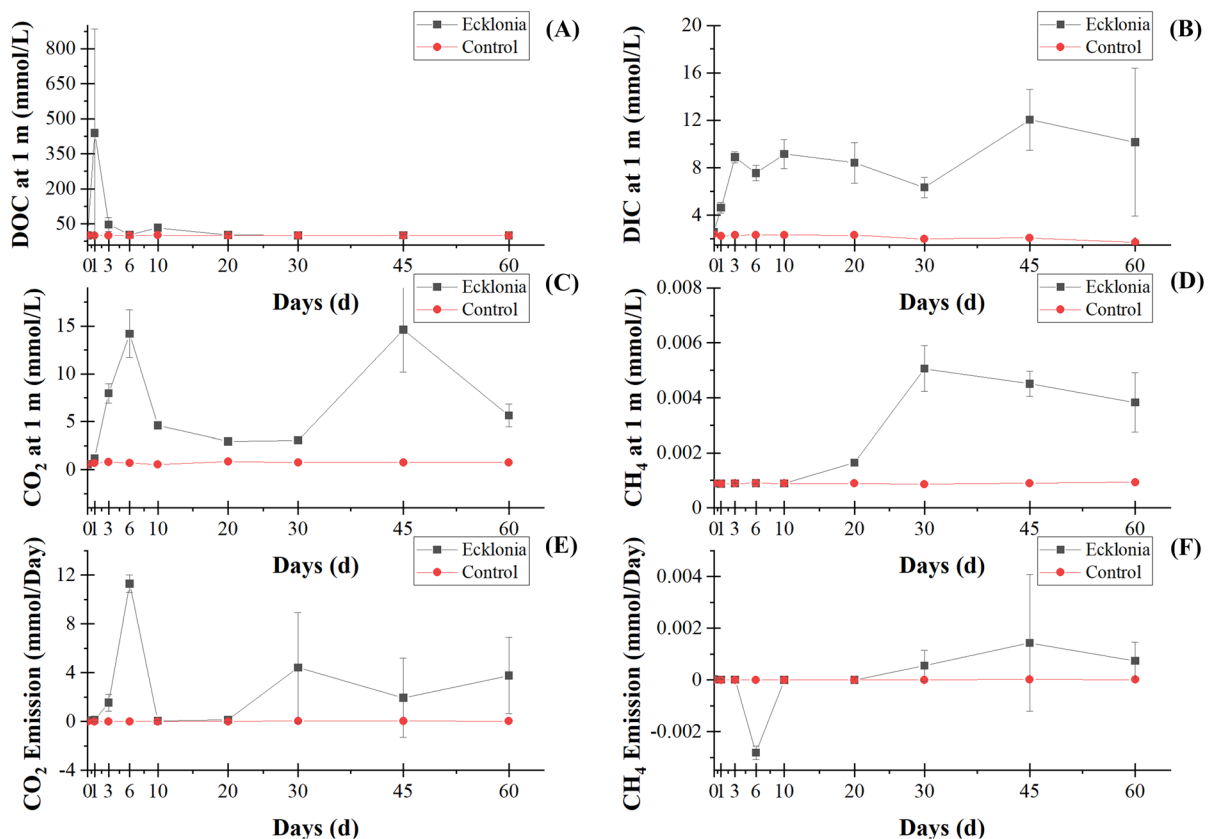 Ecklonia
Control
(A)
DOC at 1 m (mmol/L)
800
650
500
350
200
50
0 1 3 6 10 20 30 45 60
Days (d)
Ecklonia
Control
(B)
DIC at 1 m (mmol/L)
20
16
12
8
4
0 1 3 6 10 20 30 45 60
Days (d)
Ecklonia
Control
(C)
CO2 at 1 m (mmol/L)
15
10
5
0
0 1 3 6 10 20 30 45 60
Days (d)
Ecklonia
Control
(D)
CH4 at 1 m (mmol/L)
0.008
0.006
0.004
0.002
0
0 1 3 6 10 20 30 45 60
Days (d)
Ecklonia
Control
(E)
CO2 Emission (mmol/Day)
12
8
4
0
-4
0 1 3 6 10 20 30 45 60
Days (d)
Ecklonia
Control
(F)
CH4 Emission (mmol/Day)
0.004
0.002
0
-0.002
0 1 3 6 10 20 30 45 60
Days (d)